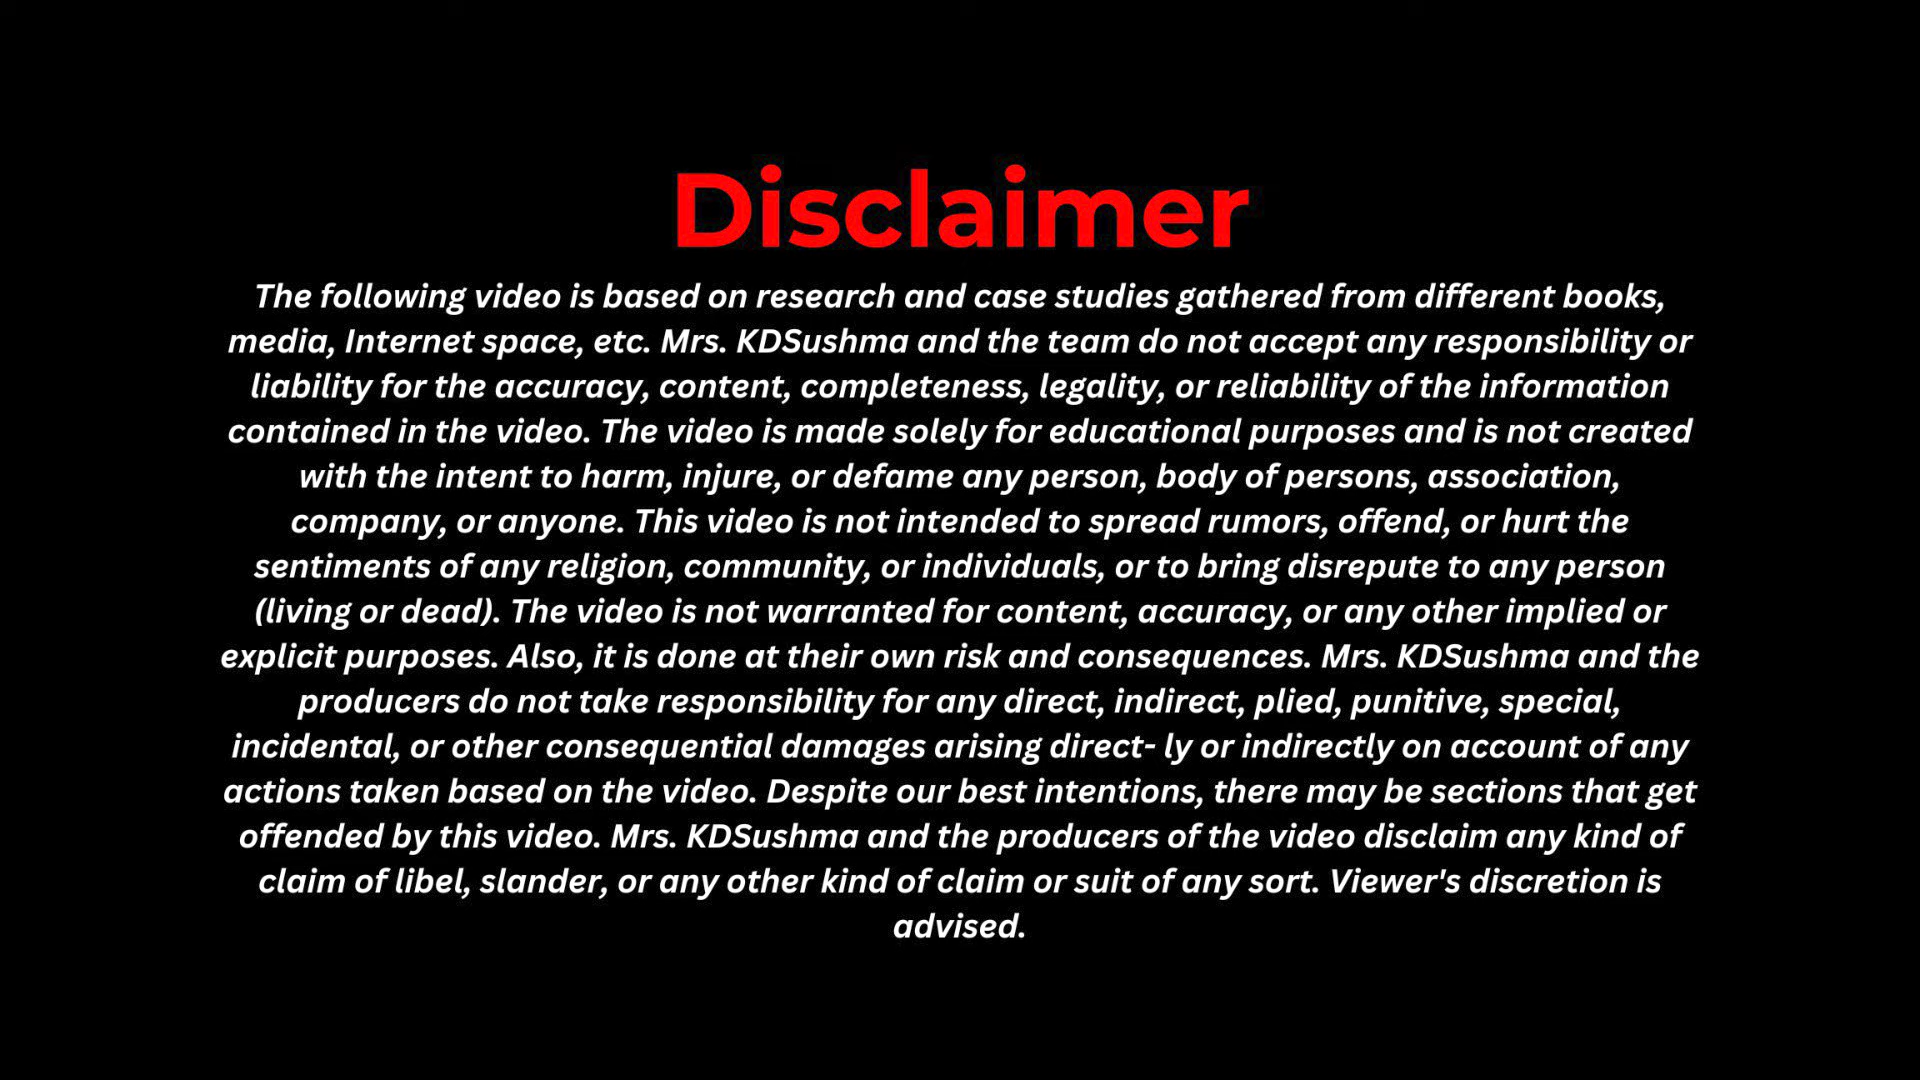 Disclaimer
The following video is based on research and case studies gathered from different books,
media, Internet space, etc. Mrs. KDSushma and the team do not accept any responsibility or
liability for the accuracy, content, completeness, legality, or reliability of the information
contained in the video. The video is made solely for educational purposes and is not created
with the intent to harm, injure, or defame any person, body of persons, association,
company, or anyone. This video is not intended to spread rumors, offend, or hurt the
sentiments of any religion, community, or individuals, or to bring disrepute to any person
(living or dead). The video is not warranted for content, accuracy, or any other implied or
explicit purposes. Also, it is done at their own risk and consequences. Mrs. KDSushma and the
producers do not take responsibility for any direct, indirect, plied, punitive, special,
incidental, or other consequential damages arising direct- ly or indirectly on account of any
actions taken based on the video. Despite our best intentions, there may be sections that get
offended by this video. Mrs. KDSushma and the producers of the video disclaim any kind of
claim of libel, slander, or any other kind of claim or suit of any sort. Viewer's discretion is
advised.